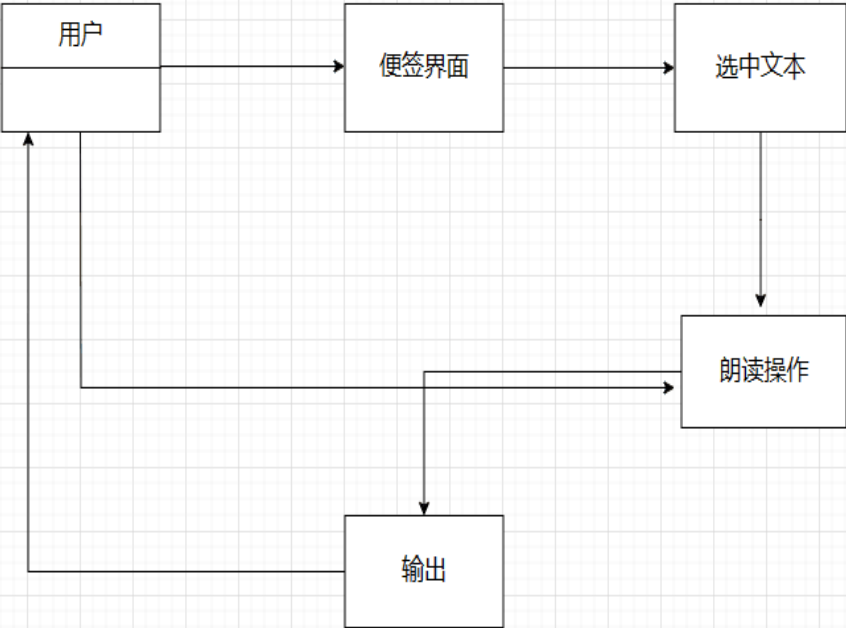 用户
便签界面
选中文本
朗读操作
输出